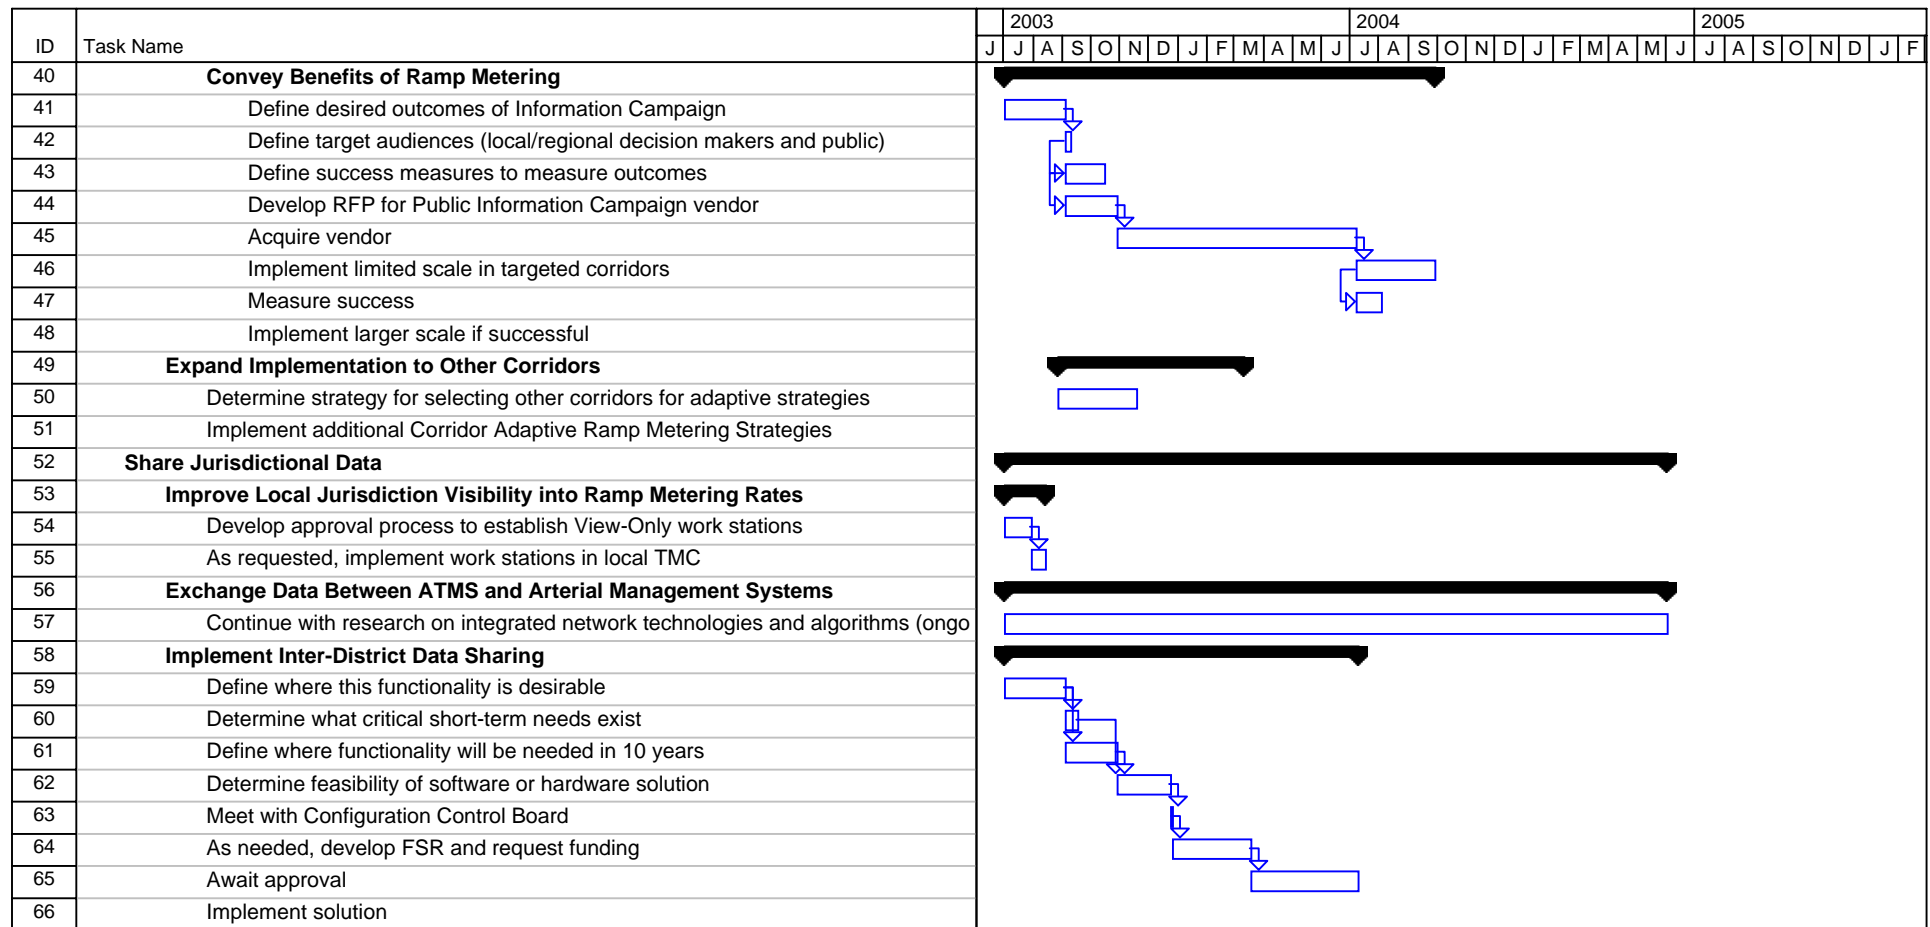 2003 2004 2005
ID Task Name J J A S O N D J F M A M J J A S O N D J F M A M J J A S O N D J F
40 Convey Benefits of Ramp Metering
41 Define desired outcomes of Information Campaign
42 Define target audiences (local/regional decision makers and public)
43 Define success measures to measure outcomes
44 Develop RFP for Public Information Campaign vendor
45 Acquire vendor
46 Implement limited scale in targeted corridors
47 Measure success
48 Implement larger scale if successful
49 Expand Implementation to Other Corridors
50 Determine strategy for selecting other corridors for adaptive strategies
51 Implement additional Corridor Adaptive Ramp Metering Strategies
52 Share Jurisdictional Data
53 Improve Local Jurisdiction Visibility into Ramp Metering Rates
54 Develop approval process to establish View-Only work stations
55 As requested, implement work stations in local TMC
56 Exchange Data Between ATMS and Arterial Management Systems
57 Continue with research on integrated network technologies and algorithms (ongo
58 Implement Inter-District Data Sharing
59 Define where this functionality is desirable
60 Determine what critical short-term needs exist
61 Define where functionality will be needed in 10 years
62 Determine feasibility of software or hardware solution
63 Meet with Configuration Control Board
64 As needed, develop FSR and request funding
65 Await approval
66 Implement solution